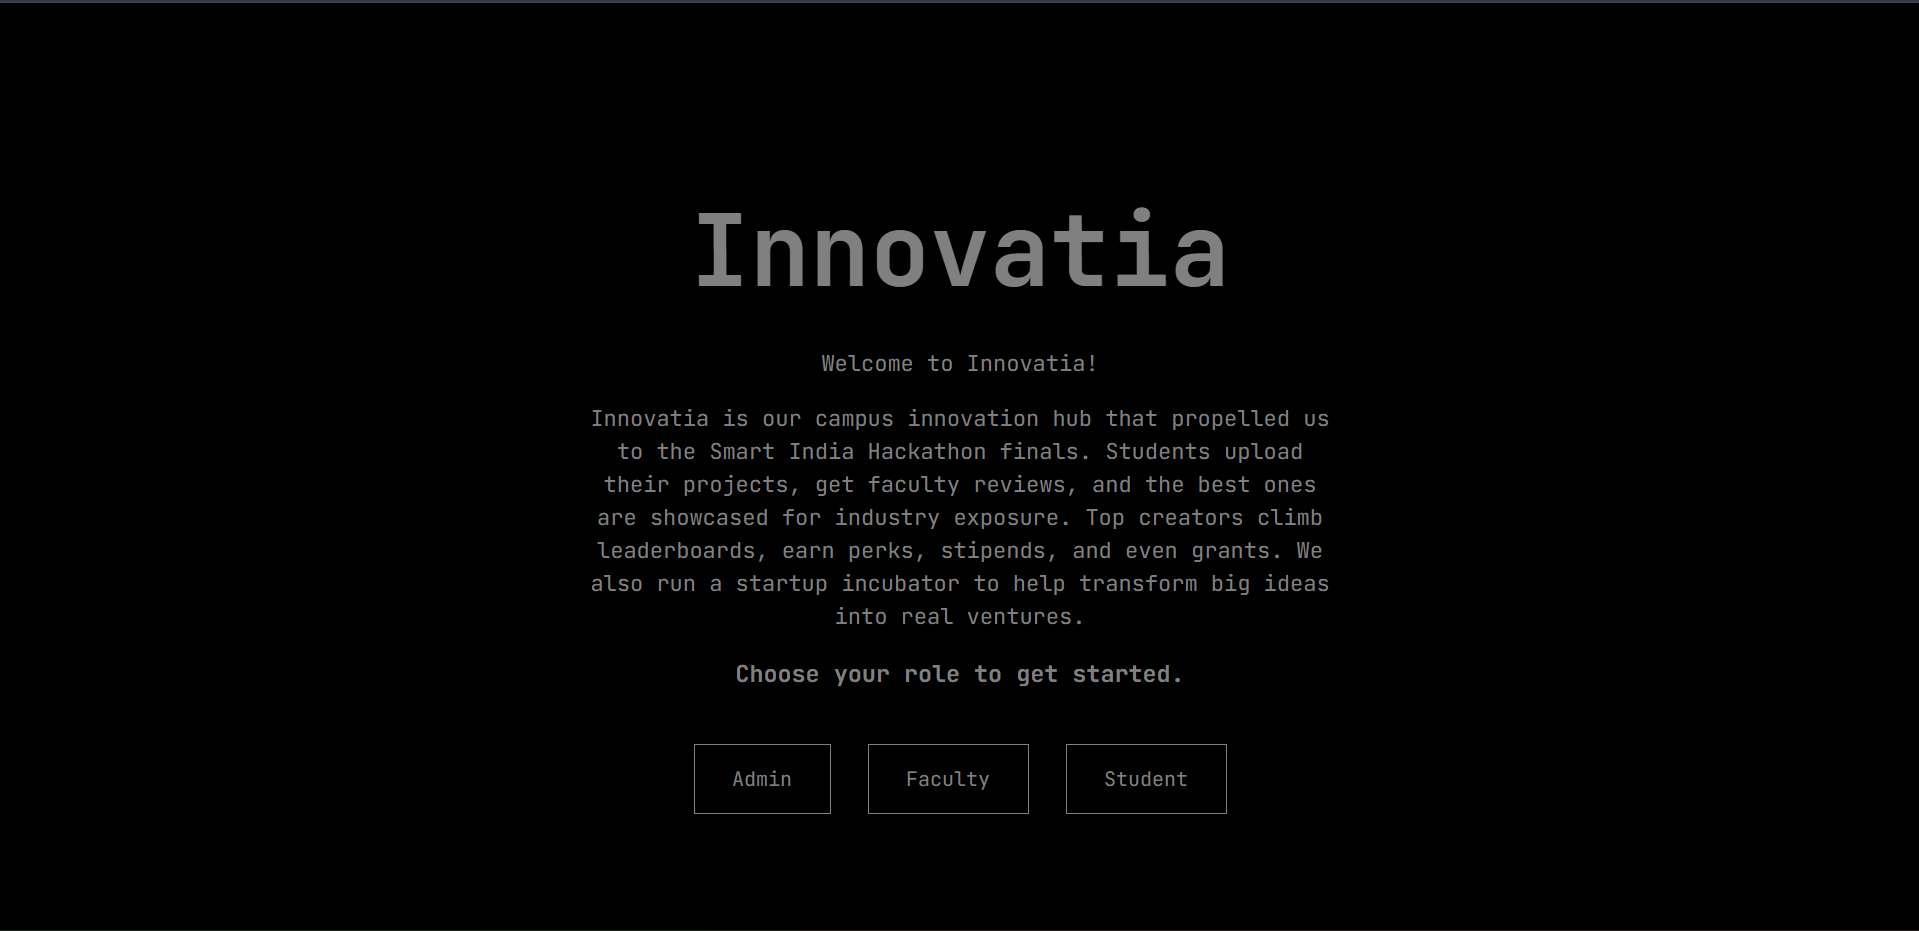 Innovatia
Welcome to Innovatia!
Innovatia is our campus innovation hub that propelled us
to the Smart India Hackathon finals. Students upload
their projects, get faculty reviews, and the best ones
are showcased for industry exposure. Top creators climb
leaderboards, earn perks, stipends, and even grants. We
also run a startup incubator to help transform big ideas
into real ventures.
Choose your role to get started.
Admin
Faculty
Student